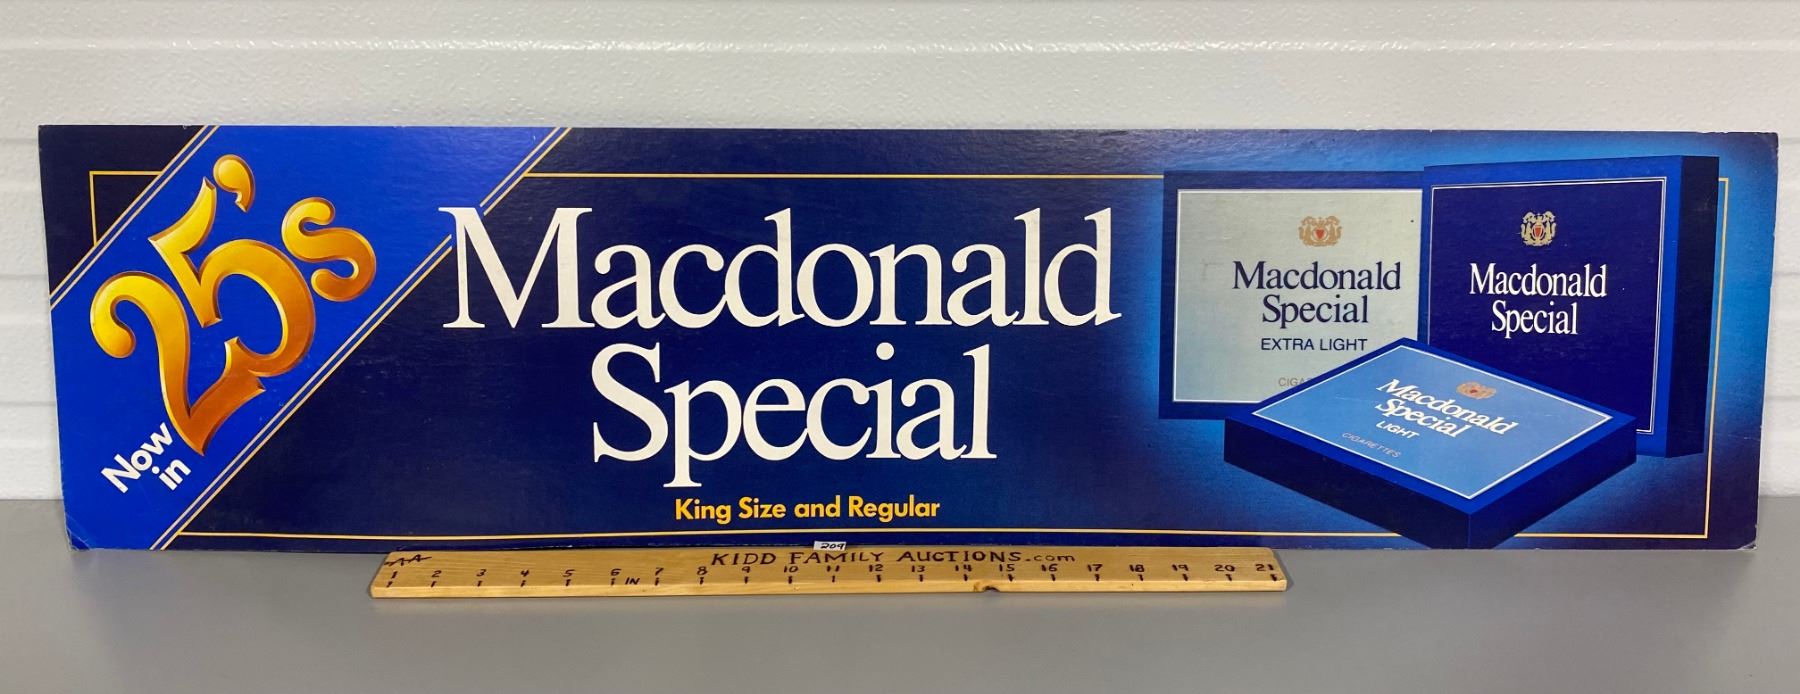 Now
in
25's
Macdonald
Special
King Size and Regular
Macdonald
Special
EXTRA LIGHT
Macdonald
Special
Macdonald
Special
LIGHT
CIGARETTES
209
KIDD FAMILY AUCTIONS.com
1 2 3 4 5 6 IN 7 8 9 10 11 12 13 14 15 16 17 18 19 20 21